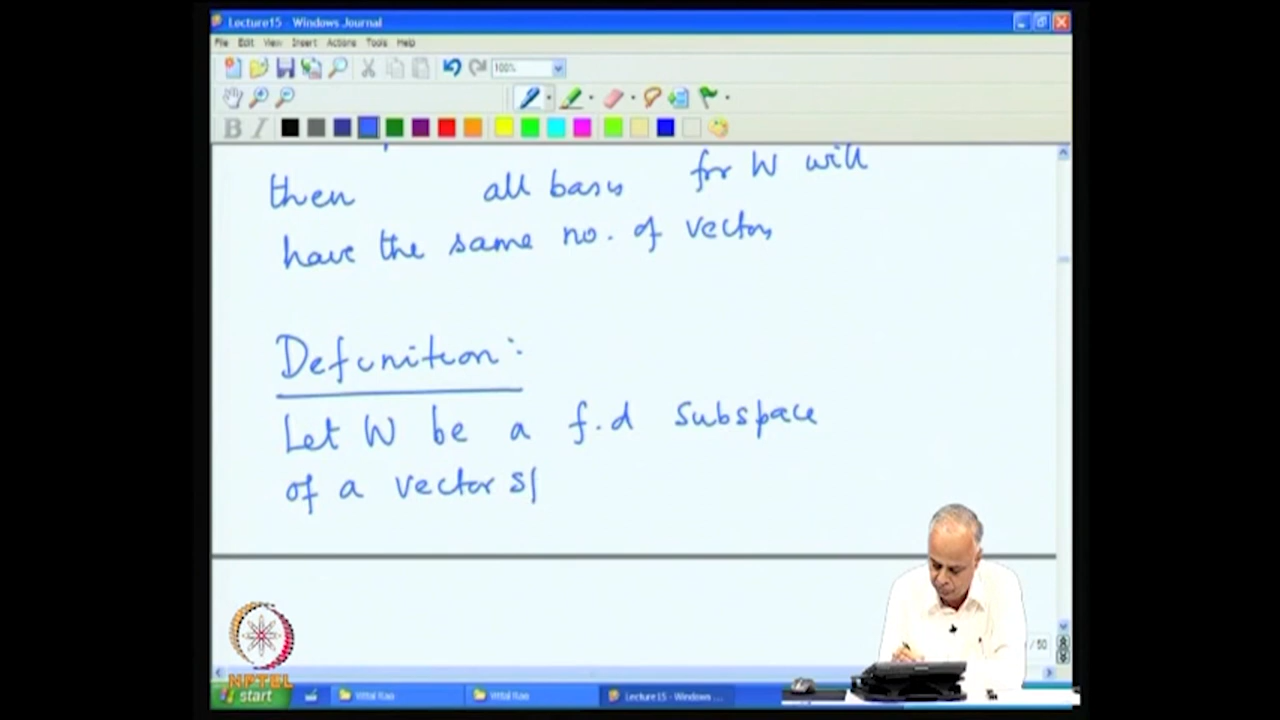 Lecture15 - Windows Journal
File Edit View Insert Actions Tools Help
100%
B I
then all basis for W will
have the same no. of vectors
Definition:
Let W be a f.d subspace
of a vector s
/ 50
NPTEL
start Vittal Rao Vittal Rao Lecture15 - Windows ...